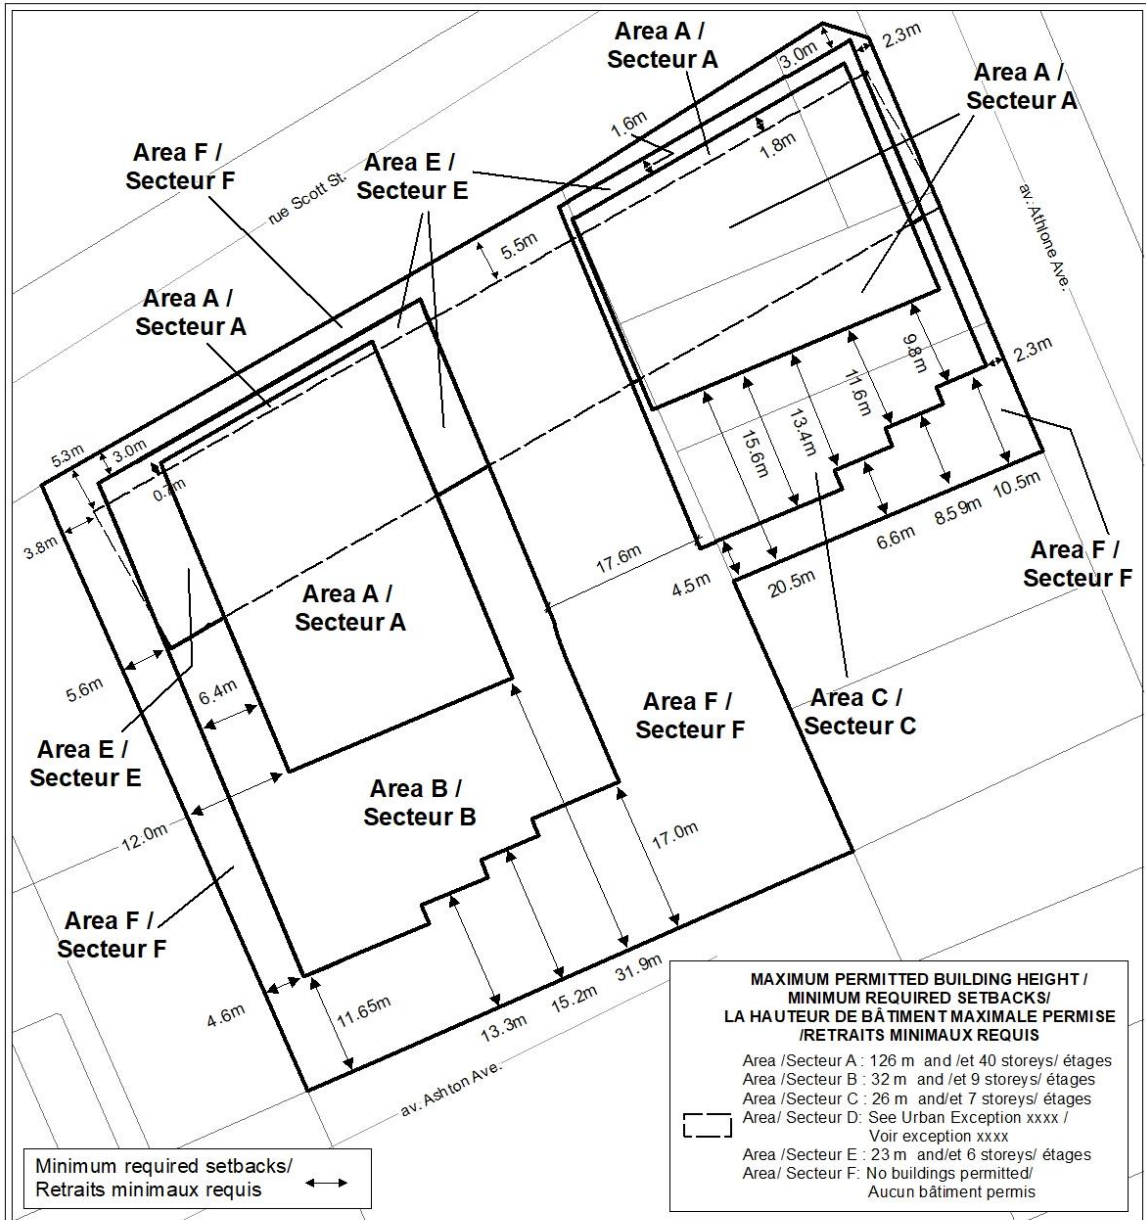 Area A /
Secteur A
3.0m
2.3m
Area A /
Secteur A
1.6m
1.8m
Area F /
Secteur F
Area E /
Secteur E
rue Scott St.
5.5m
av. Athlone Ave.
Area A /
Secteur A
9.8m
2.3m
11.6m
13.4m
15.6m
5.3m
3.0m
0.7m
3.8m
10.5m
8.59m
6.6m
20.5m
4.5m
17.6m
Area F /
Secteur F
Area A /
Secteur A
5.6m
6.4m
Area F /
Secteur F
Area C /
Secteur C
Area E /
Secteur E
Area B /
Secteur B
12.0m
17.0m
Area F /
Secteur F
4.6m
11.65m
13.3m
15.2m
31.9m
av. Ashton Ave.
MAXIMUM PERMITTED BUILDING HEIGHT /
MINIMUM REQUIRED SETBACKS/
LA HAUTEUR DE BÂTIMENT MAXIMALE PERMISE
/RETRAITS MINIMAUX REQUIS
Area /Secteur A : 126 m and /et 40 storeys/ étages
Area /Secteur B : 32 m and /et 9 storeys/ étages
Area /Secteur C : 26 m and/et 7 storeys/ étages
Area/ Secteur D: See Urban Exception xxxx /
Voir exception xxxx
Area /Secteur E : 23 m and/et 6 storeys/ étages
Area/ Secteur F: No buildings permitted/
Aucun bâtiment permis
Minimum required setbacks/
Retraits minimaux requis